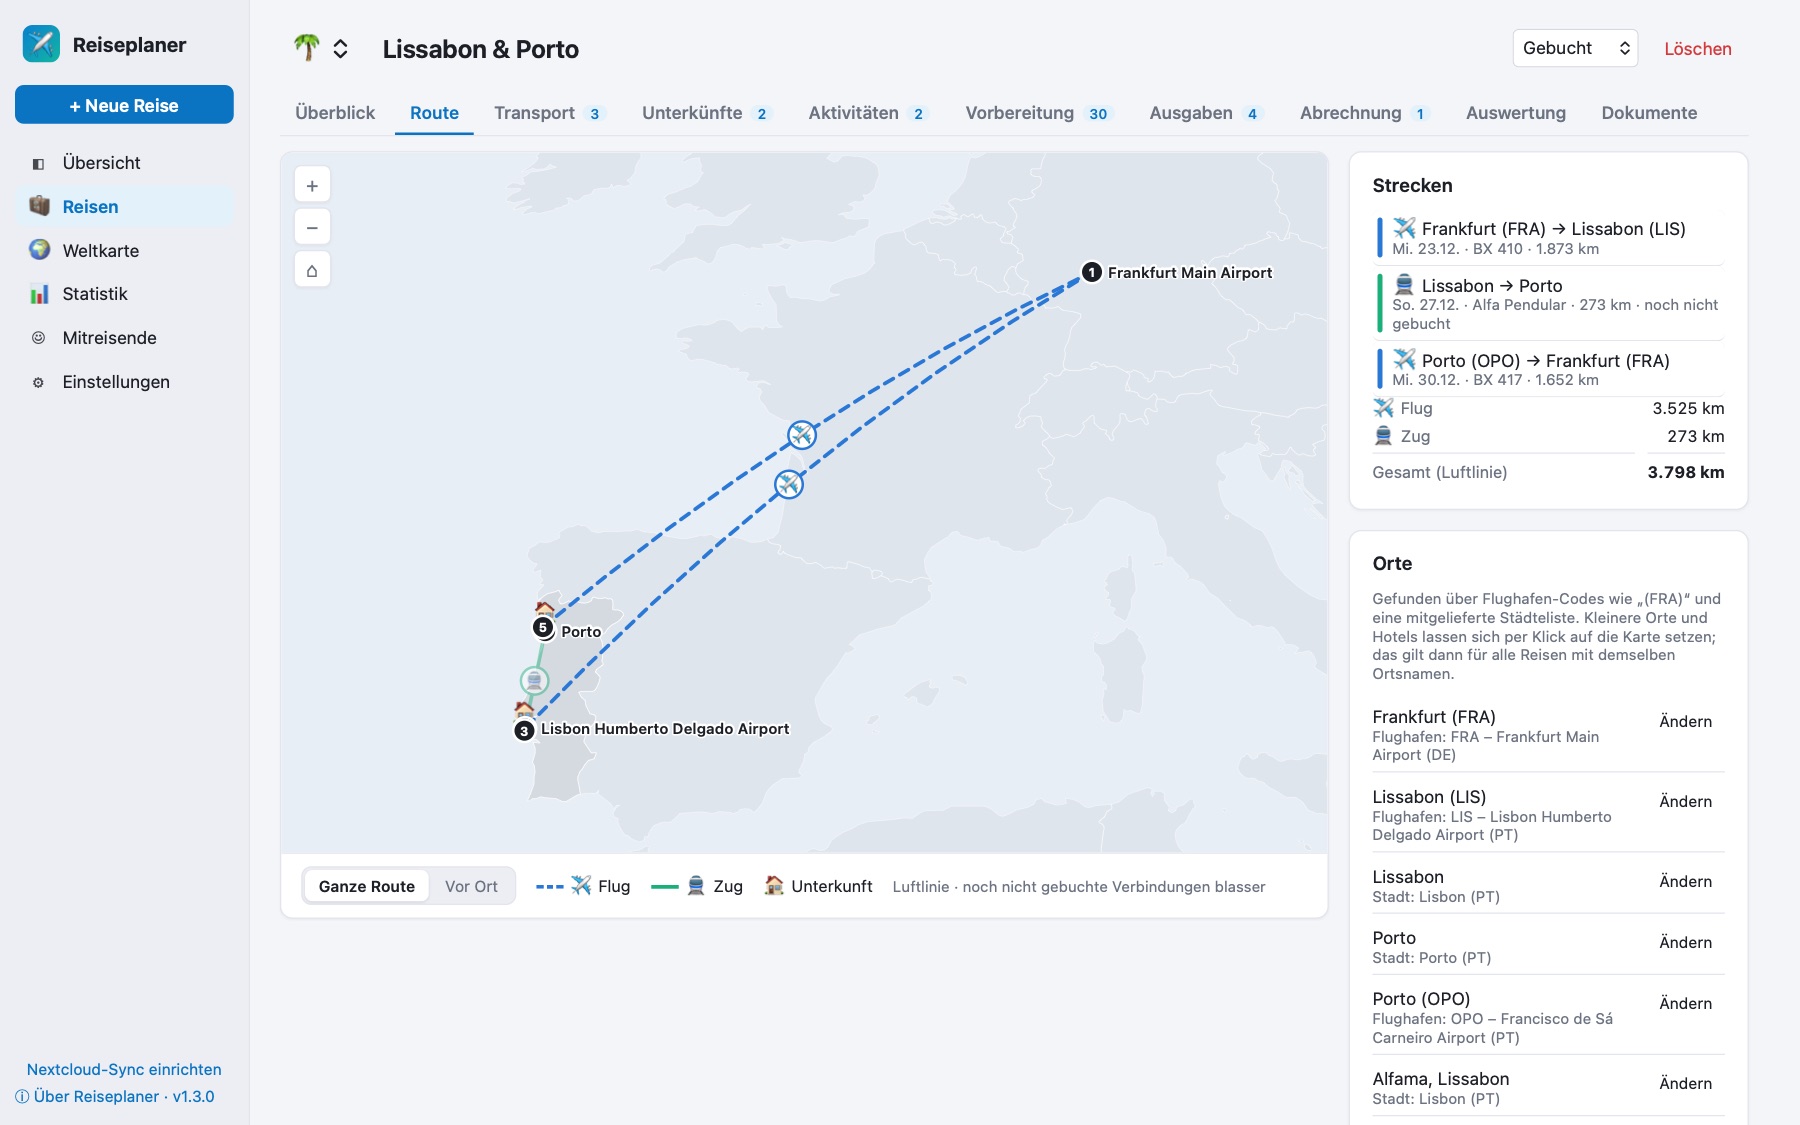 Reiseplaner
+ Neue Reise
Übersicht
Reisen
Weltkarte
Statistik
Mitreisende
Einstellungen
Nextcloud-Sync einrichten
ⓘ Über Reiseplaner · v1.3.0
Lissabon & Porto
Gebucht
Löschen
Überblick
Route
Transport 3
Unterkünfte 2
Aktivitäten 2
Vorbereitung 30
Ausgaben 4
Abrechnung 1
Auswertung
Dokumente
+
−
1 Frankfurt Main Airport
5 Porto
3 Lisbon Humberto Delgado Airport
Ganze Route
Vor Ort
Flug
Zug
Unterkunft
Luftlinie · noch nicht gebuchte Verbindungen blasser
Strecken
Frankfurt (FRA) → Lissabon (LIS)
Mi. 23.12. · BX 410 · 1.873 km
Lissabon → Porto
So. 27.12. · Alfa Pendular · 273 km · noch nicht
gebucht
Porto (OPO) → Frankfurt (FRA)
Mi. 30.12. · BX 417 · 1.652 km
Flug 3.525 km
Zug 273 km
Gesamt (Luftlinie) 3.798 km
Orte
Gefunden über Flughafen-Codes wie „(FRA)“ und
eine mitgelieferte Städteliste. Kleinere Orte und
Hotels lassen sich per Klick auf die Karte setzen;
das gilt dann für alle Reisen mit demselben
Ortsnamen.
Frankfurt (FRA)
Ändern
Flughafen: FRA – Frankfurt Main
Airport (DE)
Lissabon (LIS)
Ändern
Flughafen: LIS – Lisbon Humberto
Delgado Airport (PT)
Lissabon
Ändern
Stadt: Lisbon (PT)
Porto
Ändern
Stadt: Porto (PT)
Porto (OPO)
Ändern
Flughafen: OPO – Francisco de Sá
Carneiro Airport (PT)
Alfama, Lissabon
Ändern
Stadt: Lisbon (PT)